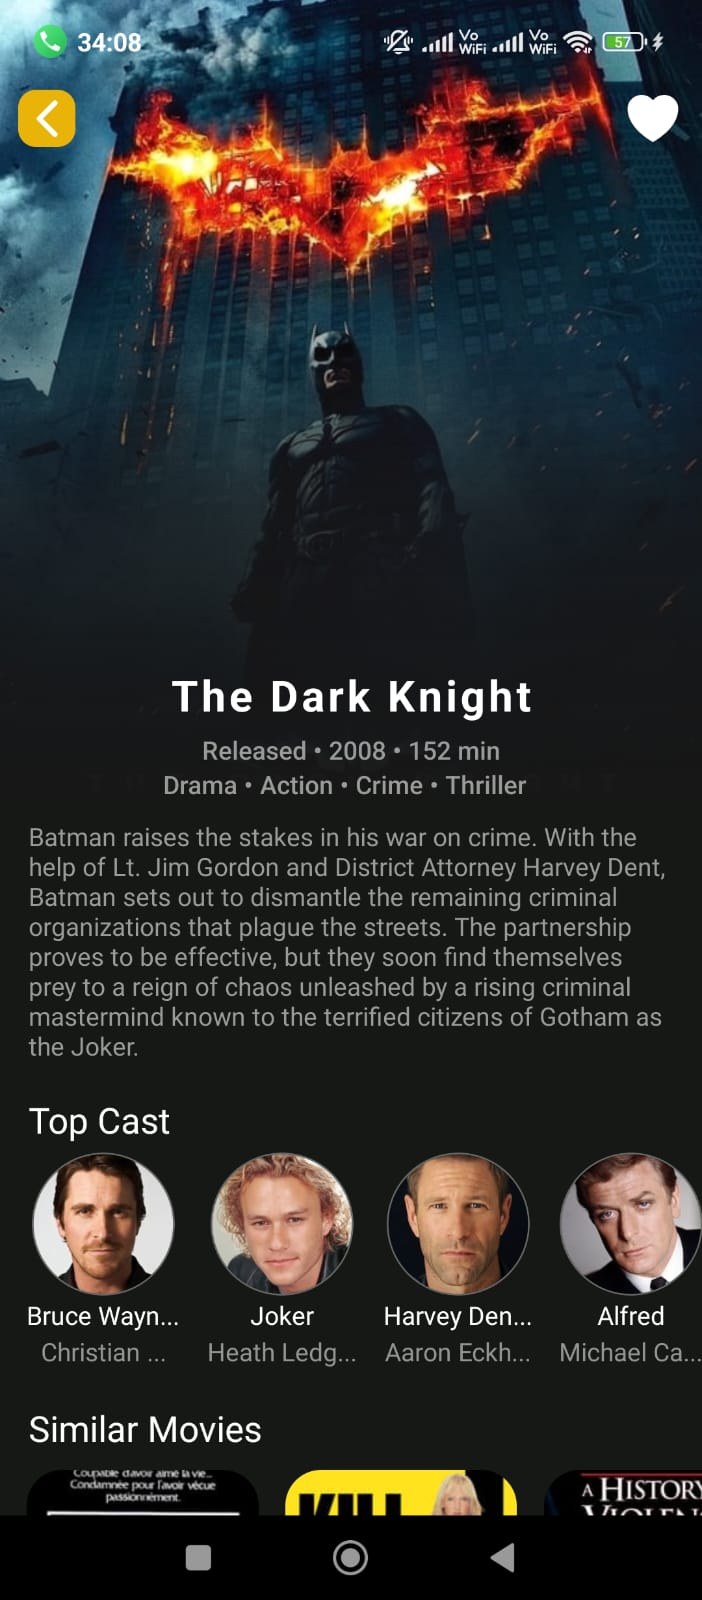 34:08
Vo
WiFi
Vo
WiFi
57
The Dark Knight
Released • 2008 • 152 min
Drama • Action • Crime • Thriller
Batman raises the stakes in his war on crime. With the
help of Lt. Jim Gordon and District Attorney Harvey Dent,
Batman sets out to dismantle the remaining criminal
organizations that plague the streets. The partnership
proves to be effective, but they soon find themselves
prey to a reign of chaos unleashed by a rising criminal
mastermind known to the terrified citizens of Gotham as
the Joker.
Top Cast
Bruce Wayn... Joker Harvey Den... Alfred
Christian ... Heath Ledg... Aaron Eckh... Michael Ca...
Similar Movies
Coupable d'avoir aimé la vie...
Condamnée pour l'avoir vécue
passionnément.
KILL
A HISTORY